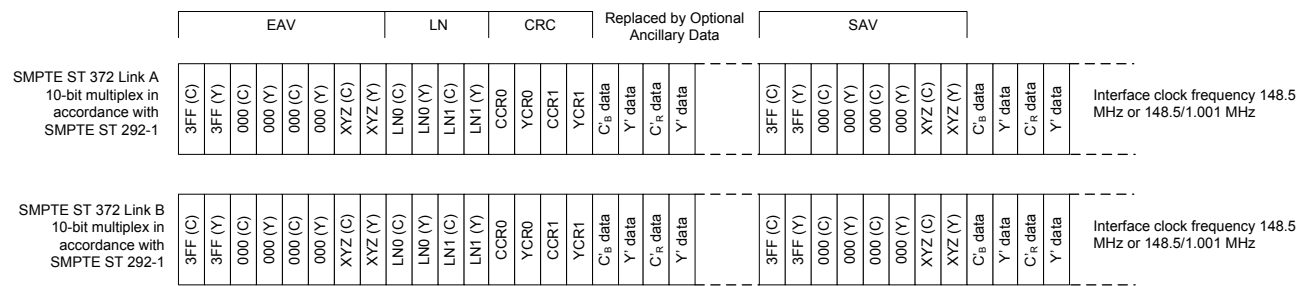 EAV LN CRC Replaced by Optional SAV
Ancillary Data
SMPTE ST 372 Link A
10-bit multiplex in
accordance with
SMPTE ST 292-1
3FF (C) 3FF (Y) 000 (C) 000 (Y) 000 (C) 000 (Y) XYZ (C) XYZ (Y) LN0 (C) LN0 (Y) LN1 (C) LN1 (Y) CCR0 YCR0 CCR1 YCR1 C'B data Y' data C'R data Y' data 3FF (C) 3FF (Y) 000 (C) 000 (Y) 000 (C) 000 (Y) XYZ (C) XYZ (Y) C'B data Y' data C'R data Y' data
Interface clock frequency 148.5
MHz or 148.5/1.001 MHz
SMPTE ST 372 Link B
10-bit multiplex in
accordance with
SMPTE ST 292-1
3FF (C) 3FF (Y) 000 (C) 000 (Y) 000 (C) 000 (Y) XYZ (C) XYZ (Y) LN0 (C) LN0 (Y) LN1 (C) LN1 (Y) CCR0 YCR0 CCR1 YCR1 C'B data Y' data C'R data Y' data 3FF (C) 3FF (Y) 000 (C) 000 (Y) 000 (C) 000 (Y) XYZ (C) XYZ (Y) C'B data Y' data C'R data Y' data
Interface clock frequency 148.5
MHz or 148.5/1.001 MHz